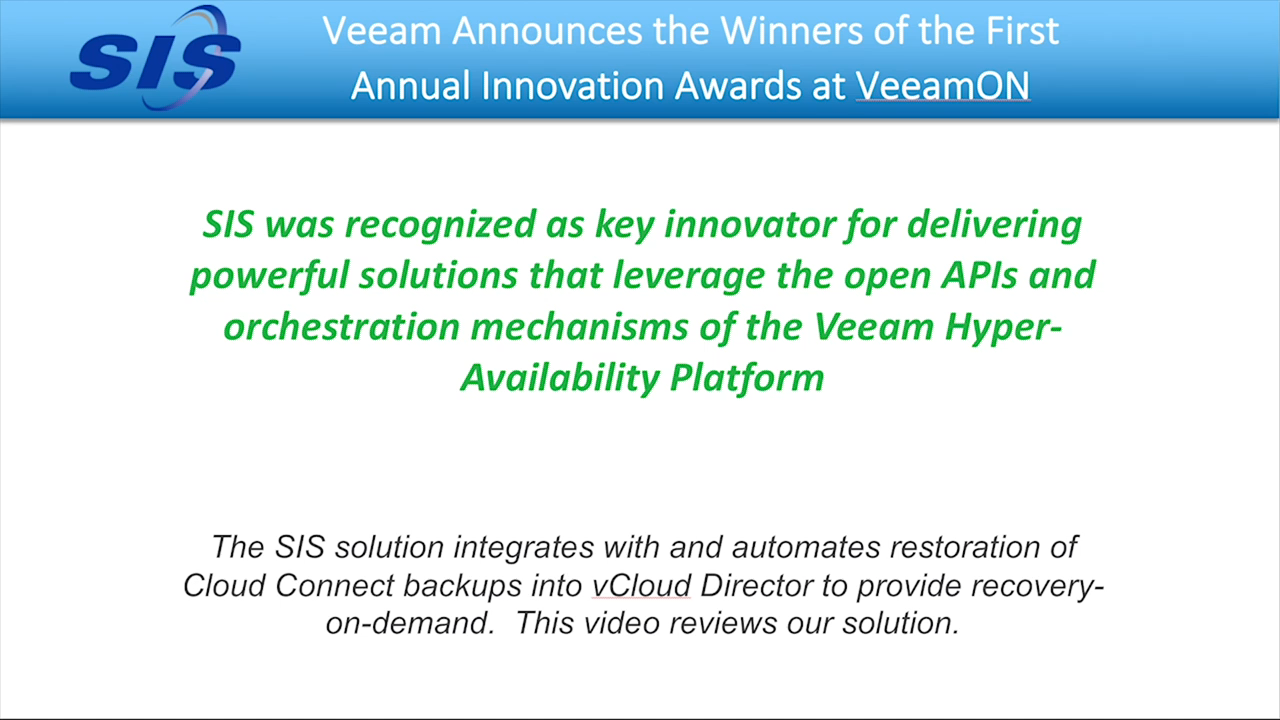 SIS
Veeam Announces the Winners of the First
Annual Innovation Awards at VeeamON
SIS was recognized as key innovator for delivering
powerful solutions that leverage the open APIs and
orchestration mechanisms of the Veeam Hyper-
Availability Platform
The SIS solution integrates with and automates restoration of
Cloud Connect backups into vCloud Director to provide recovery-
on-demand.  This video reviews our solution.